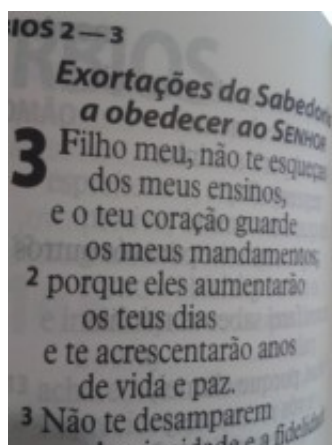 IOS 2—3
Exortações da Sabedoria
a obedecer ao SENHOR
3 Filho meu, não te esqueças
dos meus ensinos,
e o teu coração guarde
os meus mandamentos;
2 porque eles aumentarão
os teus dias
e te acrescentarão anos
de vida e paz.
3 Não te desamparem
a fidelidade